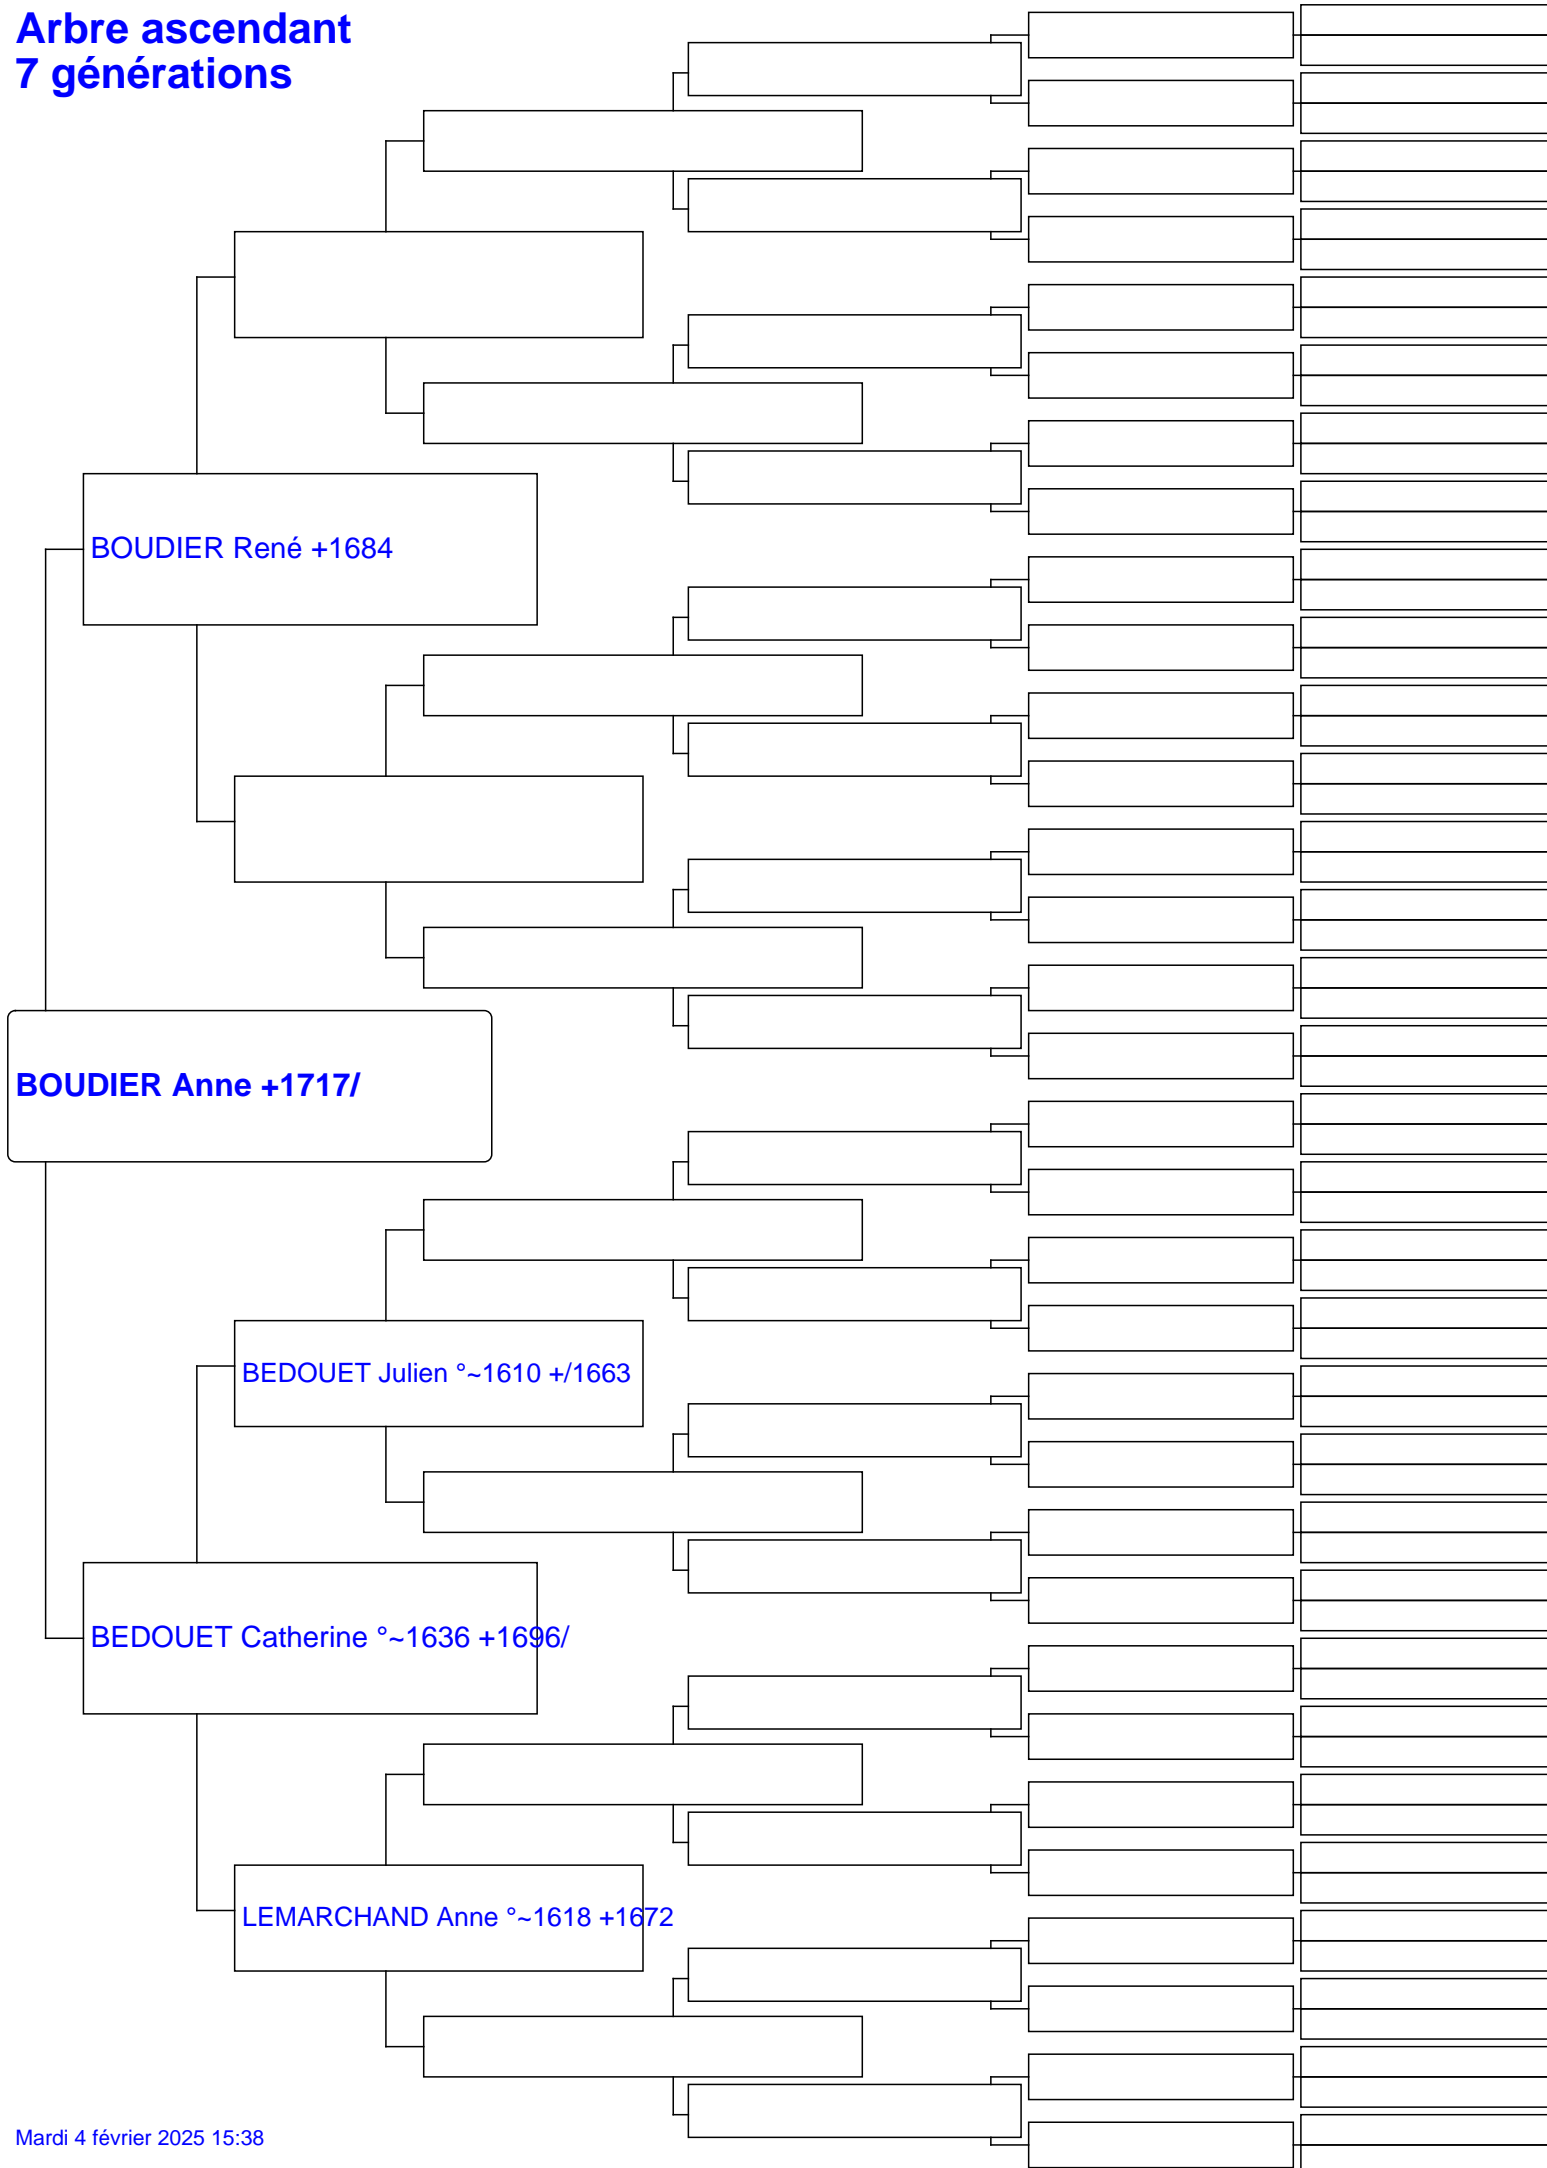 Arbre ascendant
7 générations
BOUDIER René +1684
BOUDIER Anne +1717/
BEDOUET Julien °~1610 +/1663
BEDOUET Catherine °~1636 +1696/
LEMARCHAND Anne °~1618 +1672
Mardi 4 février 2025 15:38